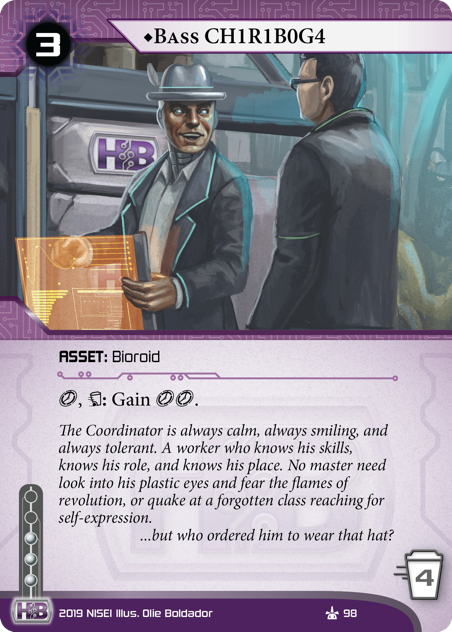 3
♦Bass CH1R1B0G4
H&B
ASSET: Bioroid
, : Gain .
The Coordinator is always calm, always smiling, and
always tolerant. A worker who knows his skills,
knows his role, and knows his place. No master need
look into his plastic eyes and fear the flames of
revolution, or quake at a forgotten class reaching for
self-expression.
...but who ordered him to wear that hat?
4
H&B
2019 NISEI Illus. Olie Boldador
98